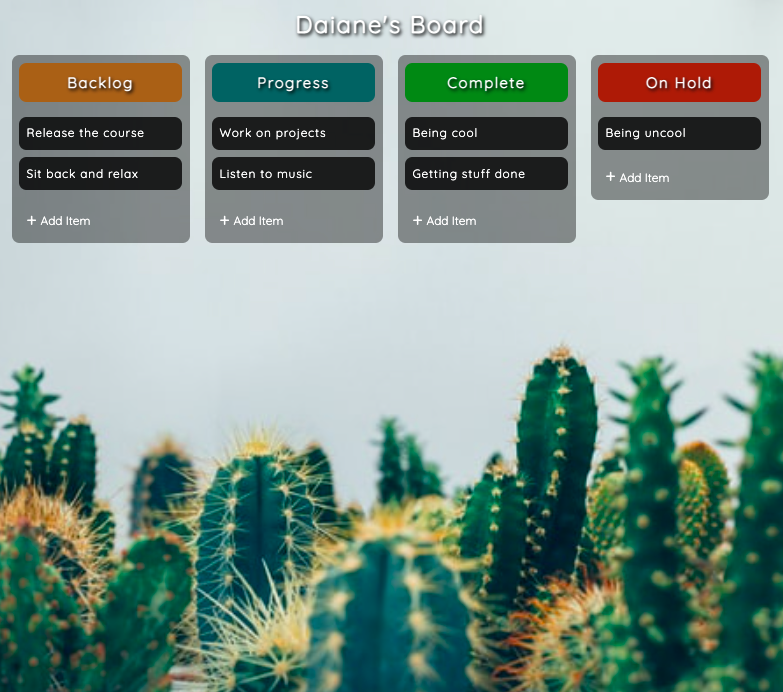 Daiane's Board
Backlog
Release the course
Sit back and relax
+ Add Item
Progress
Work on projects
Listen to music
+ Add Item
Complete
Being cool
Getting stuff done
+ Add Item
On Hold
Being uncool
+ Add Item